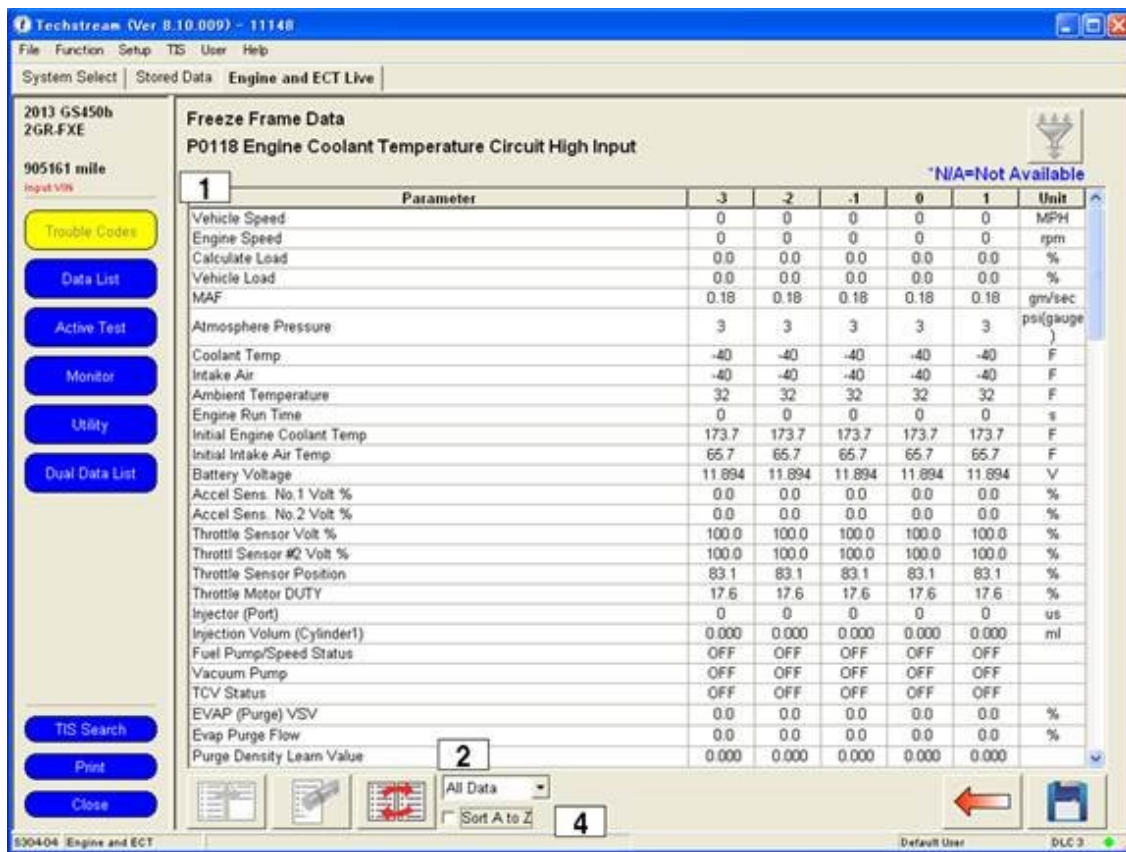 Techstream (Ver 8.10.009) - 11148
File Function Setup TIS User Help
System Select Stored Data Engine and ECT Live
2013 GS450h
2GR-FXE
905161 mile
Input VIN
Trouble Codes
Data List
Active Test
Monitor
Utility
Dual Data List
TIS Search
Print
Close
Freeze Frame Data
P0118 Engine Coolant Temperature Circuit High Input
*N/A=Not Available
1
Parameter -3 -2 -1 0 1 Unit
Vehicle Speed 0 0 0 0 0 MPH
Engine Speed 0 0 0 0 0 rpm
Calculate Load 0.0 0.0 0.0 0.0 0.0 %
Vehicle Load 0.0 0.0 0.0 0.0 0.0 %
MAF 0.18 0.18 0.18 0.18 0.18 gm/sec
Atmosphere Pressure 3 3 3 3 3 psi(gauge)
Coolant Temp -40 -40 -40 -40 -40 F
Intake Air -40 -40 -40 -40 -40 F
Ambient Temperature 32 32 32 32 32 F
Engine Run Time 0 0 0 0 0 s
Initial Engine Coolant Temp 173.7 173.7 173.7 173.7 173.7 F
Initial Intake Air Temp 65.7 65.7 65.7 65.7 65.7 F
Battery Voltage 11.894 11.894 11.894 11.894 11.894 V
Accel Sens. No.1 Volt % 0.0 0.0 0.0 0.0 0.0 %
Accel Sens. No.2 Volt % 0.0 0.0 0.0 0.0 0.0 %
Throttle Sensor Volt % 100.0 100.0 100.0 100.0 100.0 %
Throttl Sensor #2 Volt % 100.0 100.0 100.0 100.0 100.0 %
Throttle Sensor Position 83.1 83.1 83.1 83.1 83.1 %
Throttle Motor DUTY 17.6 17.6 17.6 17.6 17.6 %
Injector (Port) 0 0 0 0 0 us
Injection Volum (Cylinder1) 0.000 0.000 0.000 0.000 0.000 ml
Fuel Pump/Speed Status OFF OFF OFF OFF OFF
Vacuum Pump OFF OFF OFF OFF OFF
TCV Status OFF OFF OFF OFF OFF
EVAP (Purge) VSV 0.0 0.0 0.0 0.0 0.0 %
Evap Purge Flow 0.0 0.0 0.0 0.0 0.0 %
Purge Density Learn Value 0.000 0.000 0.000 0.000 0.000
2
All Data
Sort A to Z
4
S304-04 Engine and ECT Default User DLC 3